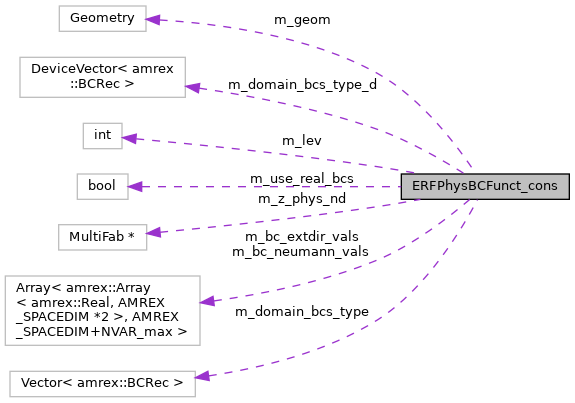 Geometry
m_geom
DeviceVector< amrex
::BCRec >
m_domain_bcs_type_d
int
m_lev
bool
m_use_real_bcs
ERFPhysBCFunct_cons
m_z_phys_nd
MultiFab *
m_bc_extdir_vals
m_bc_neumann_vals
Array< amrex::Array
< amrex::Real, AMREX
_SPACEDIM *2 >, AMREX
_SPACEDIM+NVAR_max >
m_domain_bcs_type
Vector< amrex::BCRec >